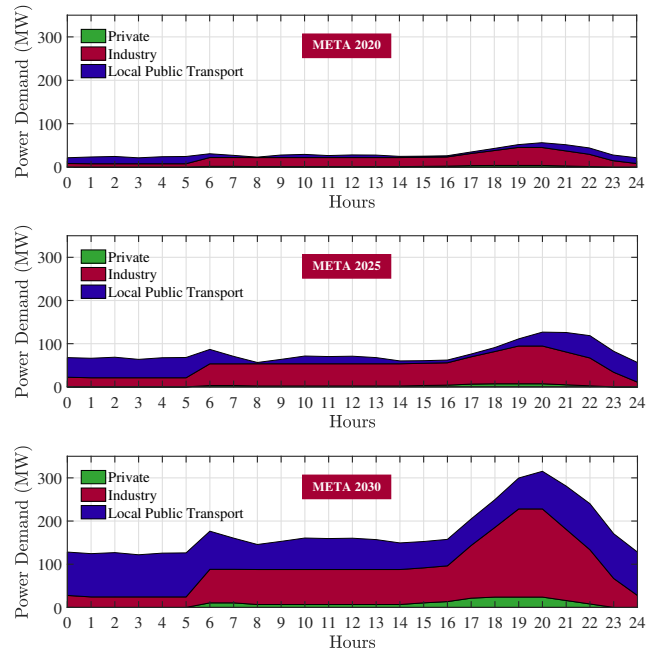 300
200
100
0
Power Demand (MW)
Private
Industry
Local Public Transport
META 2020
0 1 2 3 4 5 6 7 8 9 10 11 12 13 14 15 16 17 18 19 20 21 22 23 24
Hours
300
200
100
0
Power Demand (MW)
Private
Industry
Local Public Transport
META 2025
0 1 2 3 4 5 6 7 8 9 10 11 12 13 14 15 16 17 18 19 20 21 22 23 24
Hours
300
200
100
0
Power Demand (MW)
Private
Industry
Local Public Transport
META 2030
0 1 2 3 4 5 6 7 8 9 10 11 12 13 14 15 16 17 18 19 20 21 22 23 24
Hours